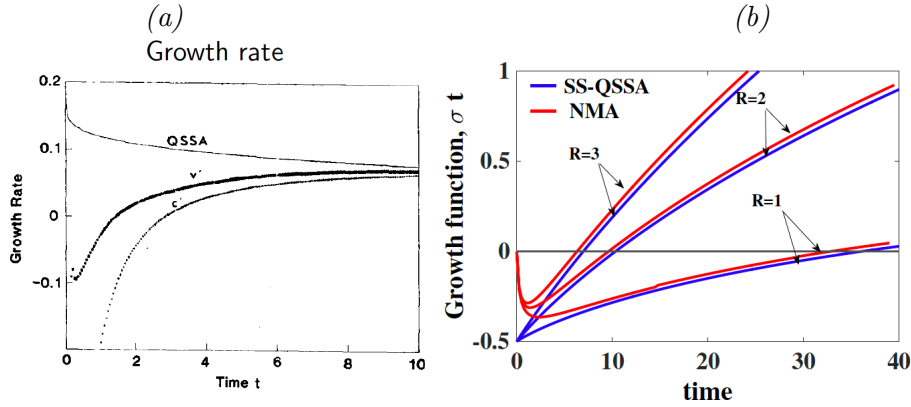 (a)
Growth rate
0.2
0.1
0
-0.1
Growth Rate
QSSA
v´
c´
0
2
4
6
8
10
Time t
(b)
1
0.5
0
-0.5
Growth function, σ t
SS-QSSA
NMA
R=3
R=2
R=1
0
10
20
30
40
time